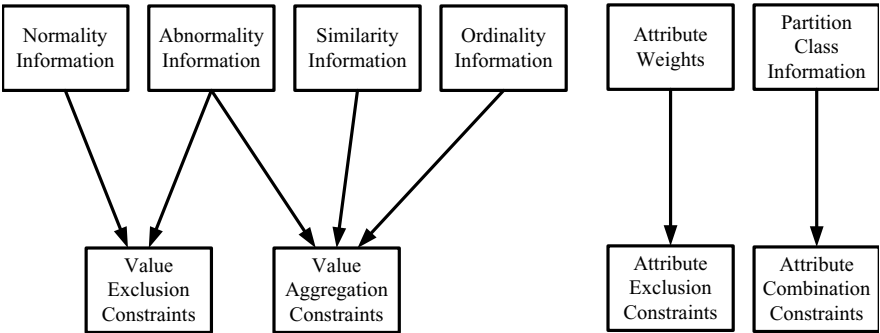 Normality
Information
Abnormality
Information
Similarity
Information
Ordinality
Information
Attribute
Weights
Partition
Class
Information
Value
Exclusion
Constraints
Value
Aggregation
Constraints
Attribute
Exclusion
Constraints
Attribute
Combination
Constraints